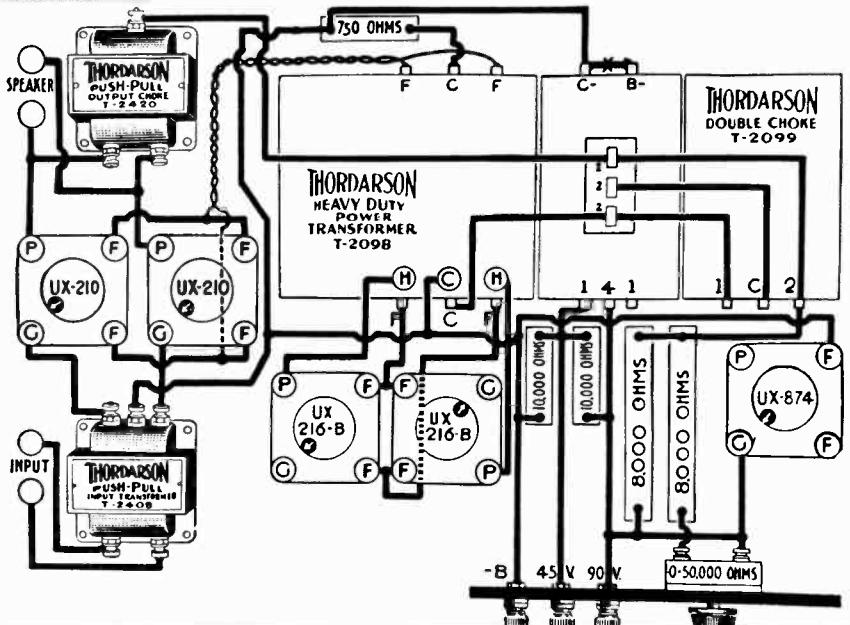 750 OHMS
THORDARSON
PUSH-PULL
OUTPUT CHOKE
T-2420
SPEAKER
F C F
C- B-
THORDARSON
DOUBLE CHOKE
T-2099
1
2
2
THORDARSON
HEAVY DUTY
POWER
TRANSFORMER
T-2098
P F P F
UX-210 UX-210
G F G F
H C H
F C F
1 4 1
1 C 2
P F F G
UX
216-B
UX
216-B
G F F P
10,000 OHMS
10,000 OHMS
8.000 OHMS
8.000 OHMS
P F
UX-874
G F
INPUT
THORDARSON
PUSH-PULL
INPUT TRANSFORMER
T-2408
-B 45 V. 90 V.
0-50,000 OHMS